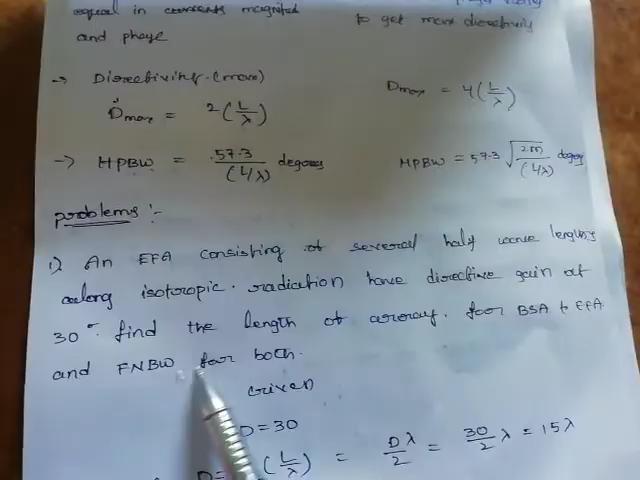 equal in currents magnitud
and phase
to get more directivity
-> Directivity.(max)
Dmax = 2(L/λ)
Dmax = 4(L/λ)
-> HPBW = 57.3/(L/λ) degrees
HPBW = 57.3 √2(m)/(L/λ) degrees
problems :-
1) An EFA consisting of several half wave lengths
along isotropic. radiation have directive gain of
30. find the length of array. for BSA & EFA
and FNBW for both.
Given
D=30
D= (L/λ) = Dλ/2 = 30/2 λ = 15λ